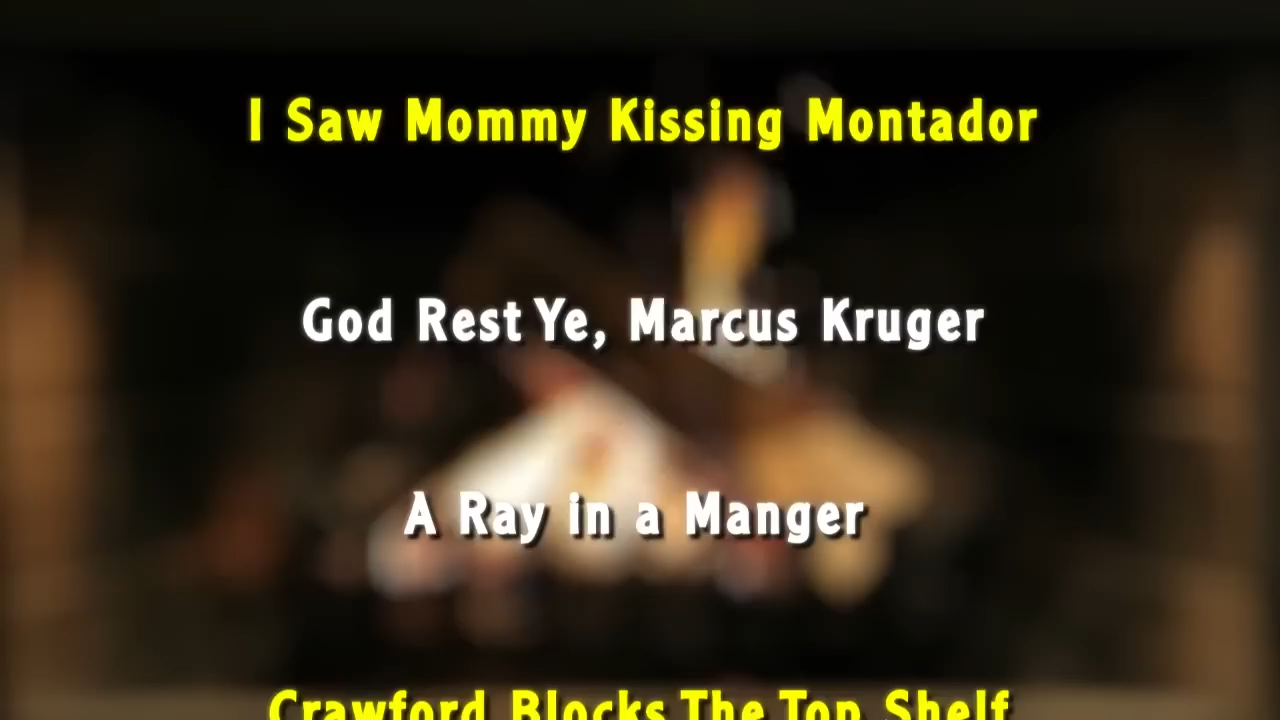 I Saw Mommy Kissing Montador
God Rest Ye, Marcus Kruger
A Ray in a Manger
Crawford Blocks The Top Shelf